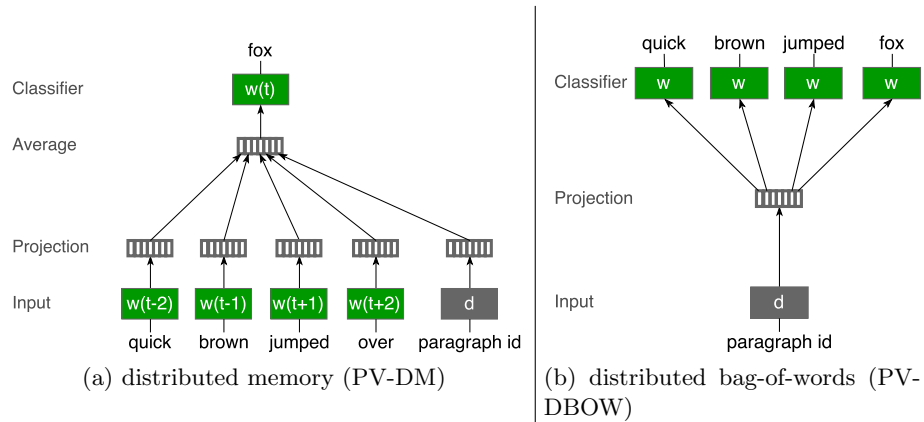 fox
Classifier w(t)
Average
Projection
Input w(t-2) w(t-1) w(t+1) w(t+2) d
quick brown jumped over paragraph id
(a) distributed memory (PV-DM)
quick brown jumped fox
Classifier w w w w
Projection
Input d
paragraph id
(b) distributed bag-of-words (PV-
DBOW)